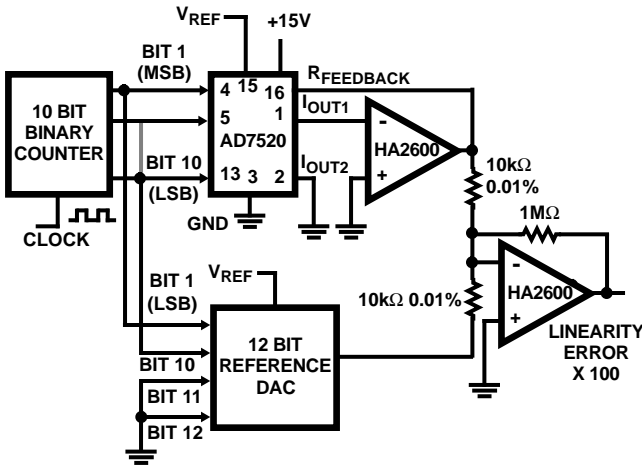 VREF
+15V
BIT 1
(MSB)
RFEEDBACK
4
15
16
IOUT1
10 BIT
BINARY
COUNTER
5
1
AD7520
-
HA2600
+
BIT 10
(LSB)
13
3
2
IOUT2
10kΩ
0.01%
GND
CLOCK
1MΩ
VREF
BIT 1
(LSB)
10kΩ 0.01%
-
HA2600
+
12 BIT
REFERENCE
DAC
LINEARITY
ERROR
X 100
BIT 10
BIT 11
BIT 12